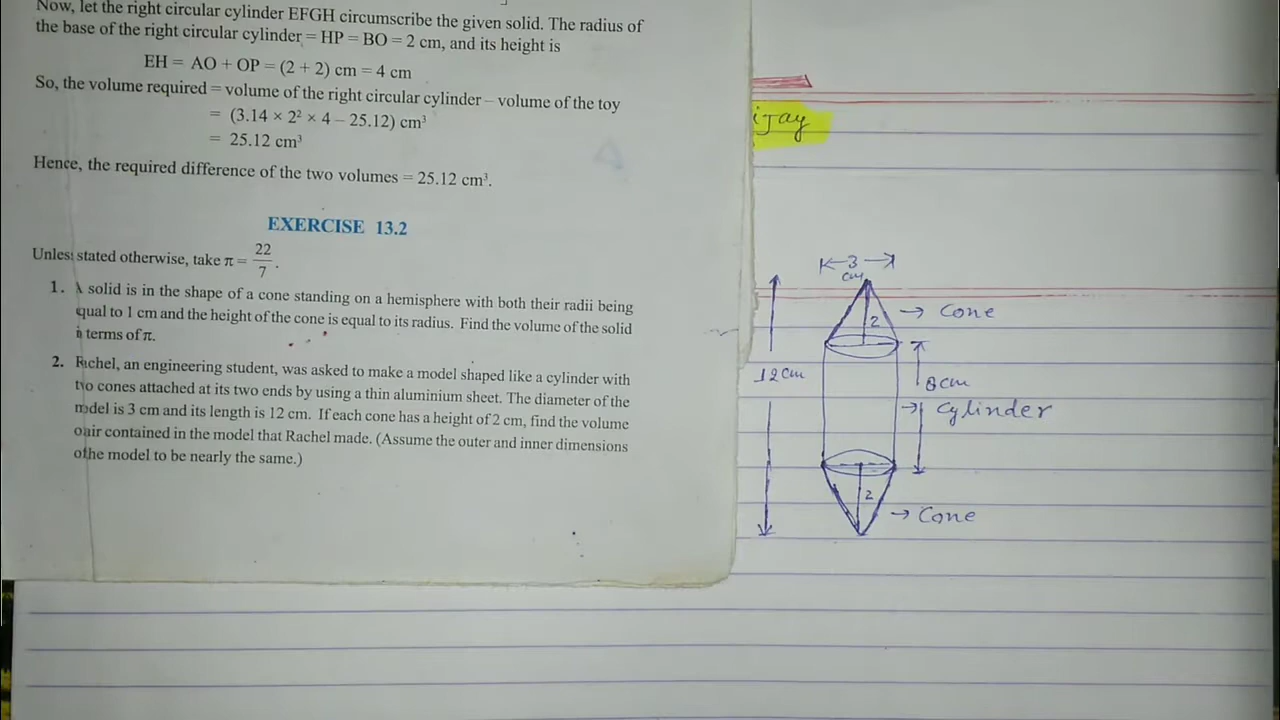 Now, let the right circular cylinder EFGH circumscribe the given solid. The radius of
the base of the right circular cylinder = HP = BO = 2 cm, and its height is
EH = AO + OP = (2 + 2) cm = 4 cm
So, the volume required = volume of the right circular cylinder – volume of the toy
= (3.14 × 2² × 4 – 25.12) cm³
= 25.12 cm³
Hence, the required difference of the two volumes = 25.12 cm³.
EXERCISE 13.2
Unless stated otherwise, take π = 22/7.
1. A solid is in the shape of a cone standing on a hemisphere with both their radii being
qual to 1 cm and the height of the cone is equal to its radius. Find the volume of the solid
n terms of π.
2. Rachel, an engineering student, was asked to make a model shaped like a cylinder with
two cones attached at its two ends by using a thin aluminium sheet. The diameter of the
model is 3 cm and its length is 12 cm. If each cone has a height of 2 cm, find the volume
o air contained in the model that Rachel made. (Assume the outer and inner dimensions
of the model to be nearly the same.)
ijay
3
cm
2
Cone
12 cm
8 cm
Cylinder
2
Cone